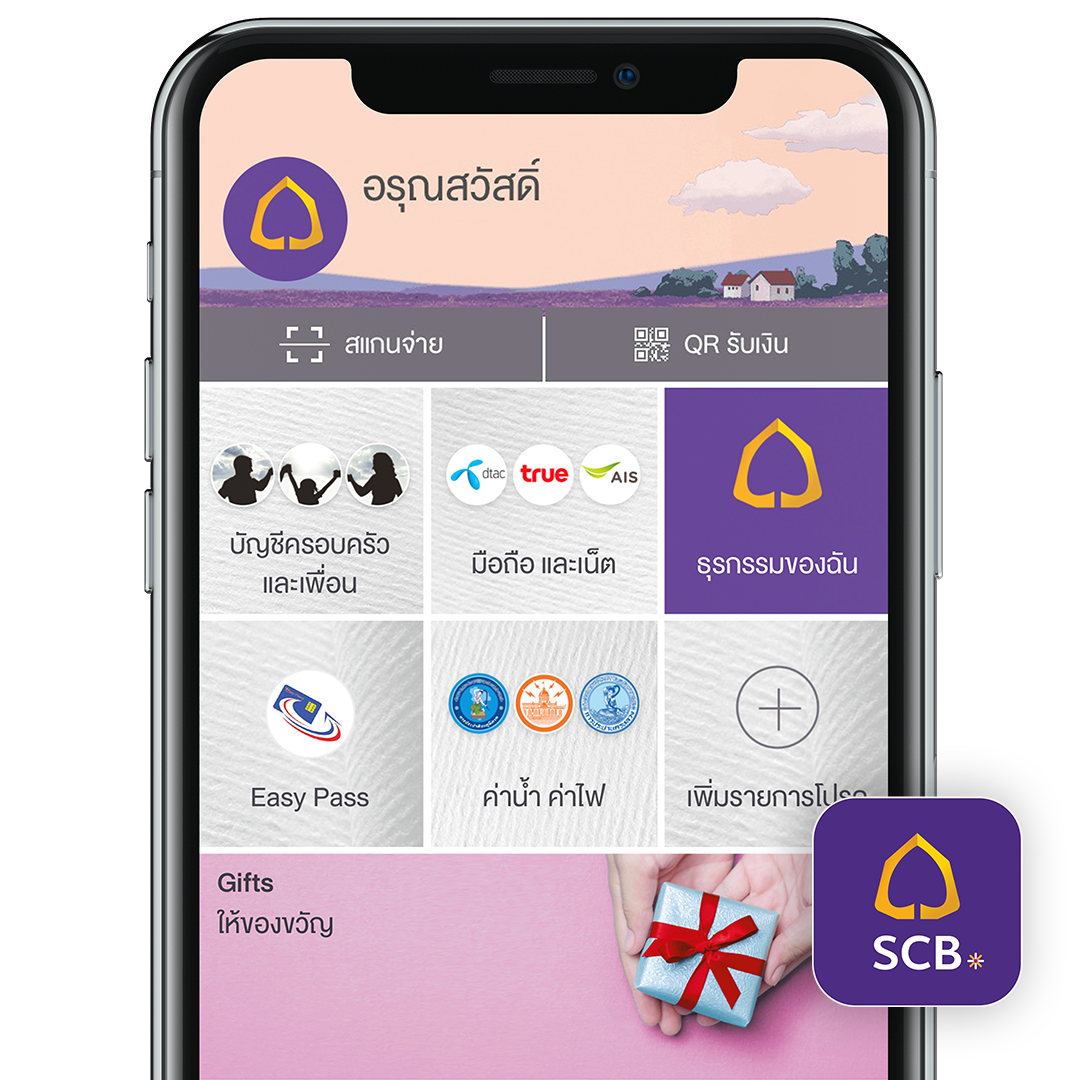 อรุณสวัสดิ์
สแกนจ่าย
QR รับเงิน
dtac
true
AIS
บัญชีครอบครัว
และเพื่อน
มือถือ และเน็ต
ธุรกรรมของฉัน
Easy Pass
ค่าน้ำ ค่าไฟ
เพิ่มรายการโปรด
Gifts
ให้ของขวัญ
SCB